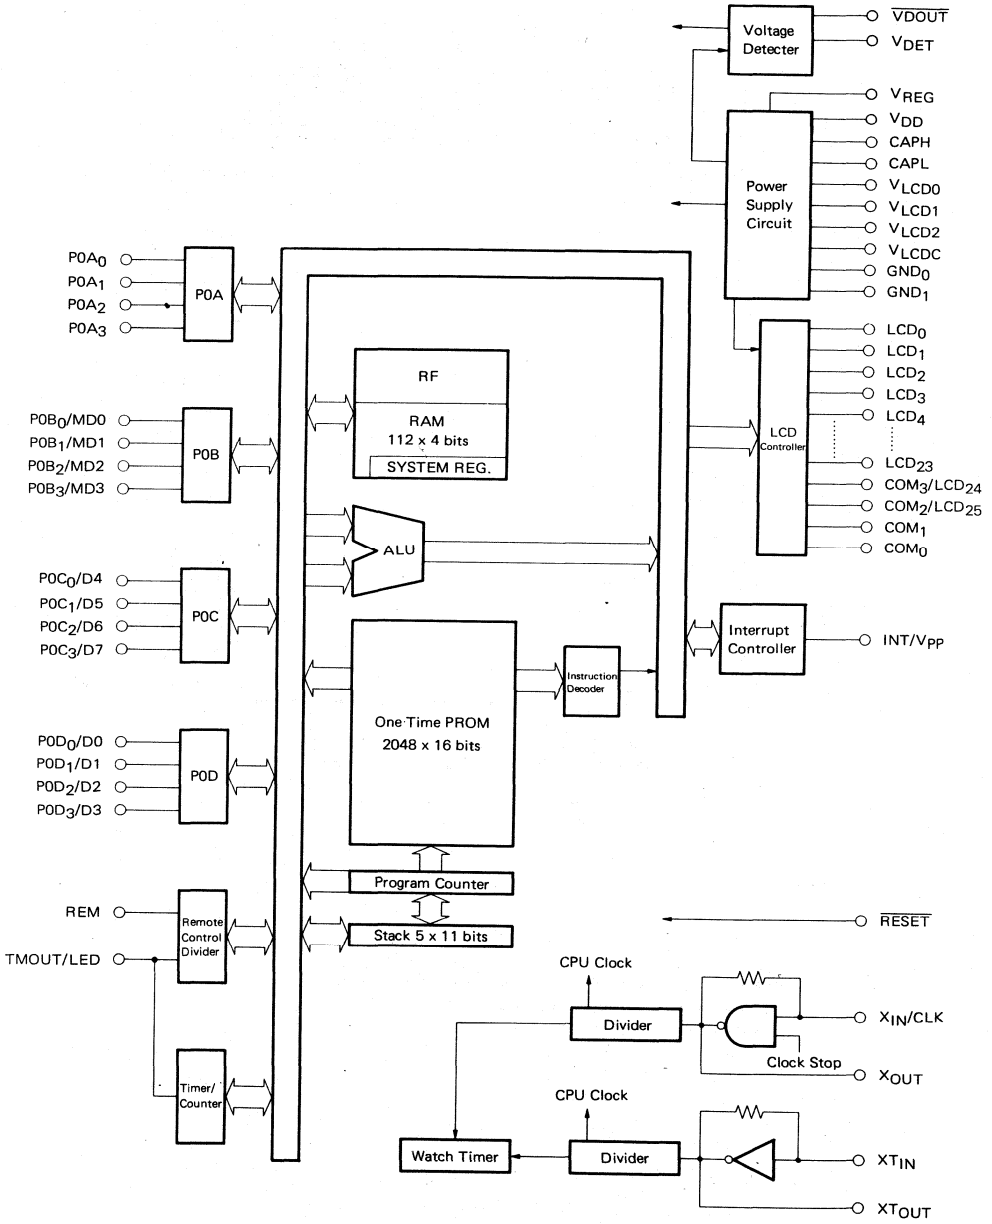 VDOUT
Voltage
Detecter
VDET
VREG
VDD
CAPH
CAPL
Power
Supply
Circuit
VLCD0
VLCD1
VLCD2
VLCDC
GND0
GND1
P0A0
P0A1
P0A2
P0A3
P0A
LCD0
LCD1
LCD2
LCD3
LCD4
LCD
Controller
LCD23
COM3/LCD24
COM2/LCD25
COM1
COM0
RF
RAM
112 x 4 bits
SYSTEM REG.
P0B0/MD0
P0B1/MD1
P0B2/MD2
P0B3/MD3
P0B
ALU
P0C0/D4
P0C1/D5
P0C2/D6
P0C3/D7
P0C
Interrupt
Controller
INT/VPP
Instruction
Decoder
One-Time PROM
2048 x 16 bits
P0D0/D0
P0D1/D1
P0D2/D2
P0D3/D3
P0D
Program Counter
Stack 5 x 11 bits
REM
TMOUT/LED
Remote
Control
Divider
RESET
CPU Clock
Divider
XIN/CLK
Clock Stop
XOUT
Timer/
Counter
CPU Clock
Watch Timer
Divider
XTIN
XTOUT